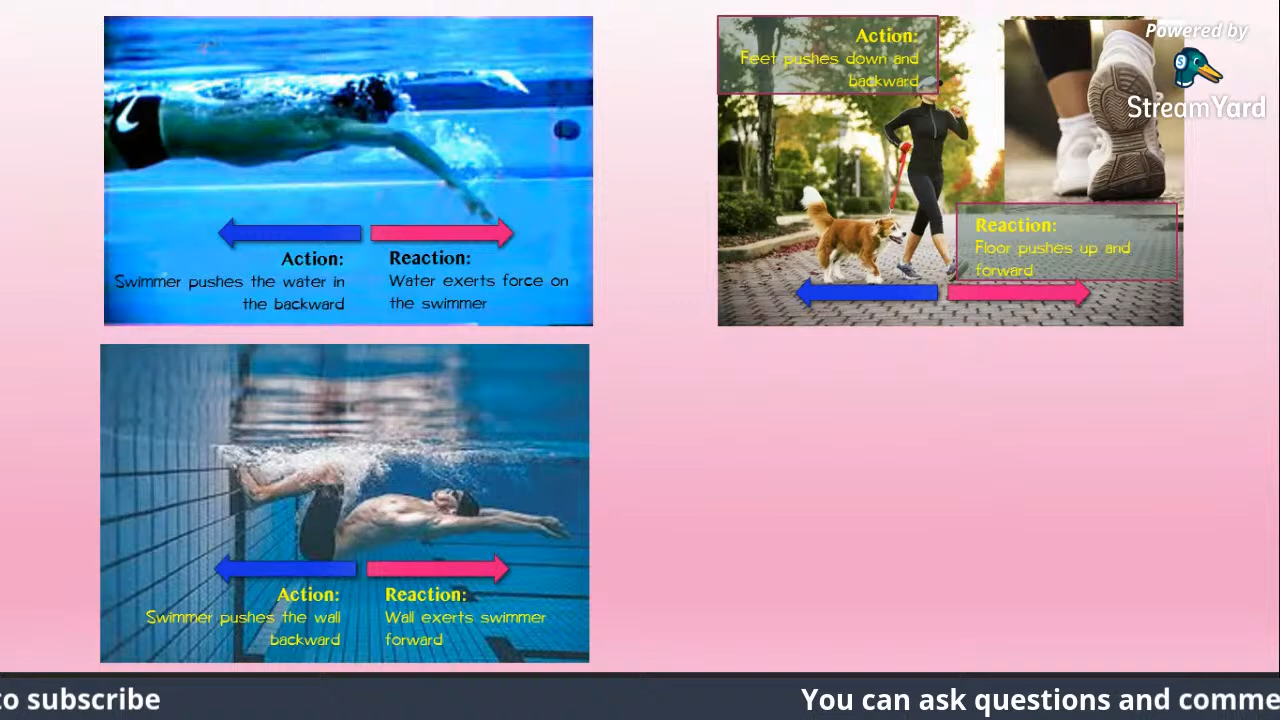 Action:
Swimmer pushes the water in
the backward
Reaction:
Water exerts force on
the swimmer
Action:
Feet pushes down and
backward
Reaction:
Floor pushes up and
forward
Powered by
StreamYard
Action:
Swimmer pushes the wall
backward
Reaction:
Wall exerts swimmer
forward
to subscribe
You can ask questions and comme